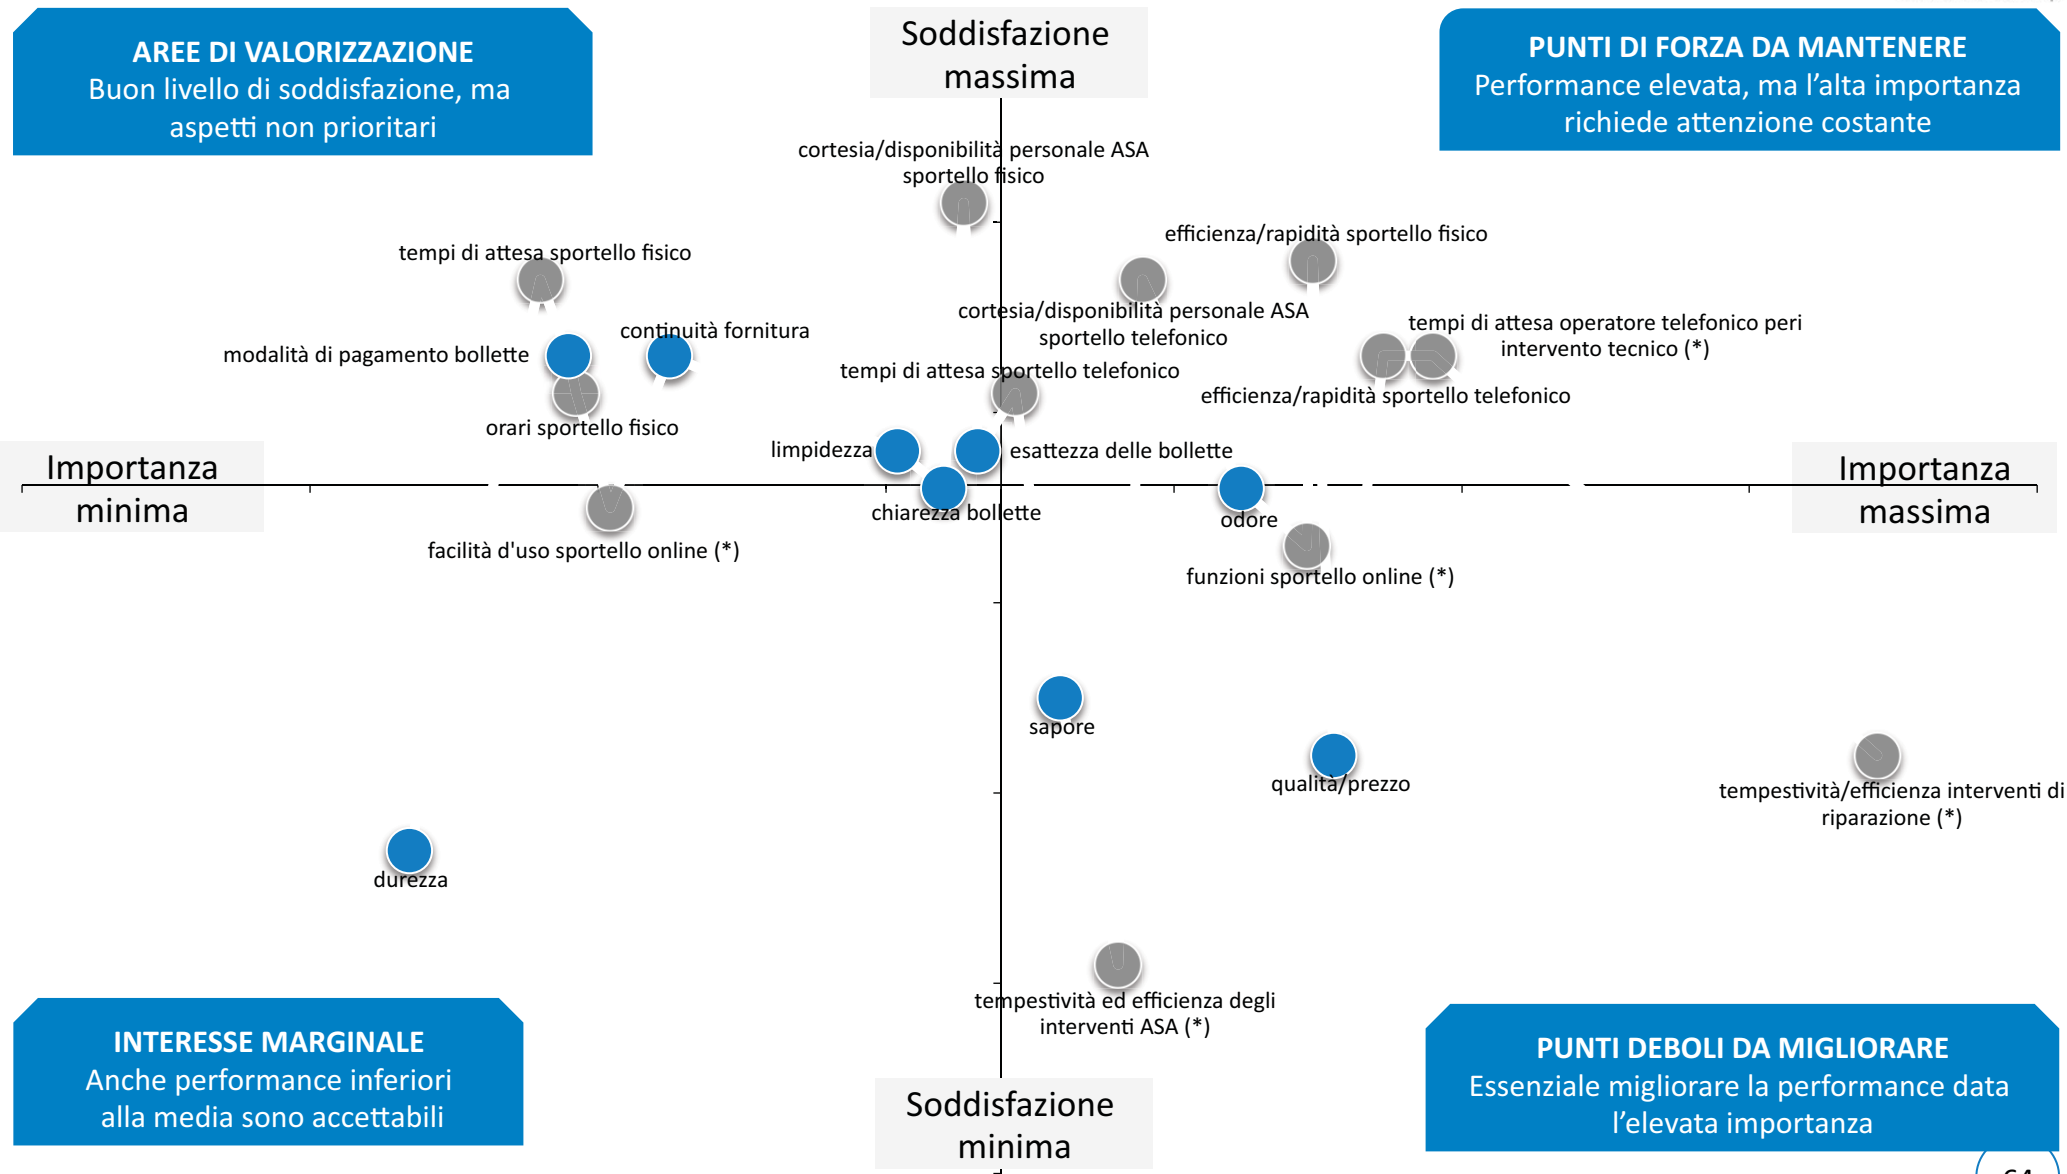 Soddisfazione
massima
AREE DI VALORIZZAZIONE
Buon livello di soddisfazione, ma
aspetti non prioritari
PUNTI DI FORZA DA MANTENERE
Performance elevata, ma l’alta importanza
richiede attenzione costante
cortesia/disponibilità personale ASA
sportello fisico
efficienza/rapidità sportello fisico
tempi di attesa sportello fisico
cortesia/disponibilità personale ASA
sportello telefonico
tempi di attesa operatore telefonico peri
intervento tecnico (*)
continuità fornitura
modalità di pagamento bollette
tempi di attesa sportello telefonico
efficienza/rapidità sportello telefonico
orari sportello fisico
limpidezza
esattezza delle bollette
Importanza
minima
Importanza
massima
chiarezza bollette
odore
facilità d'uso sportello online (*)
funzioni sportello online (*)
sapore
qualità/prezzo
tempestività/efficienza interventi di
riparazione (*)
durezza
tempestività ed efficienza degli
interventi ASA (*)
INTERESSE MARGINALE
Anche performance inferiori
alla media sono accettabili
PUNTI DEBOLI DA MIGLIORARE
Essenziale migliorare la performance data
l’elevata importanza
Soddisfazione
minima